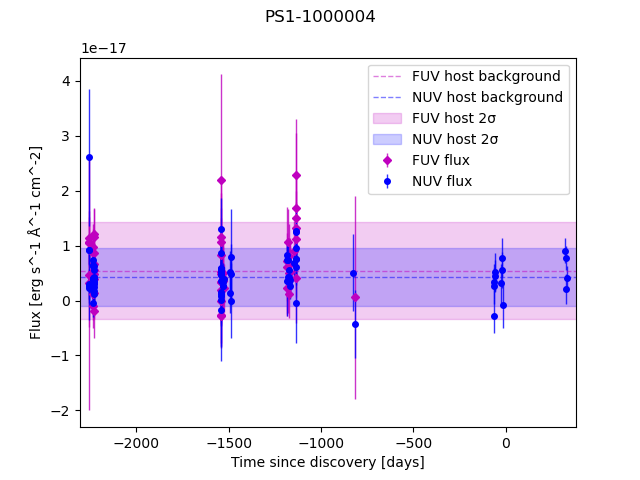 PS1-1000004
1e−17
FUV host background
NUV host background
FUV host 2σ
NUV host 2σ
FUV flux
NUV flux
4
3
2
1
0
−1
−2
Flux [erg s^-1 Å^-1 cm^-2]
−2000 −1500 −1000 −500 0
Time since discovery [days]